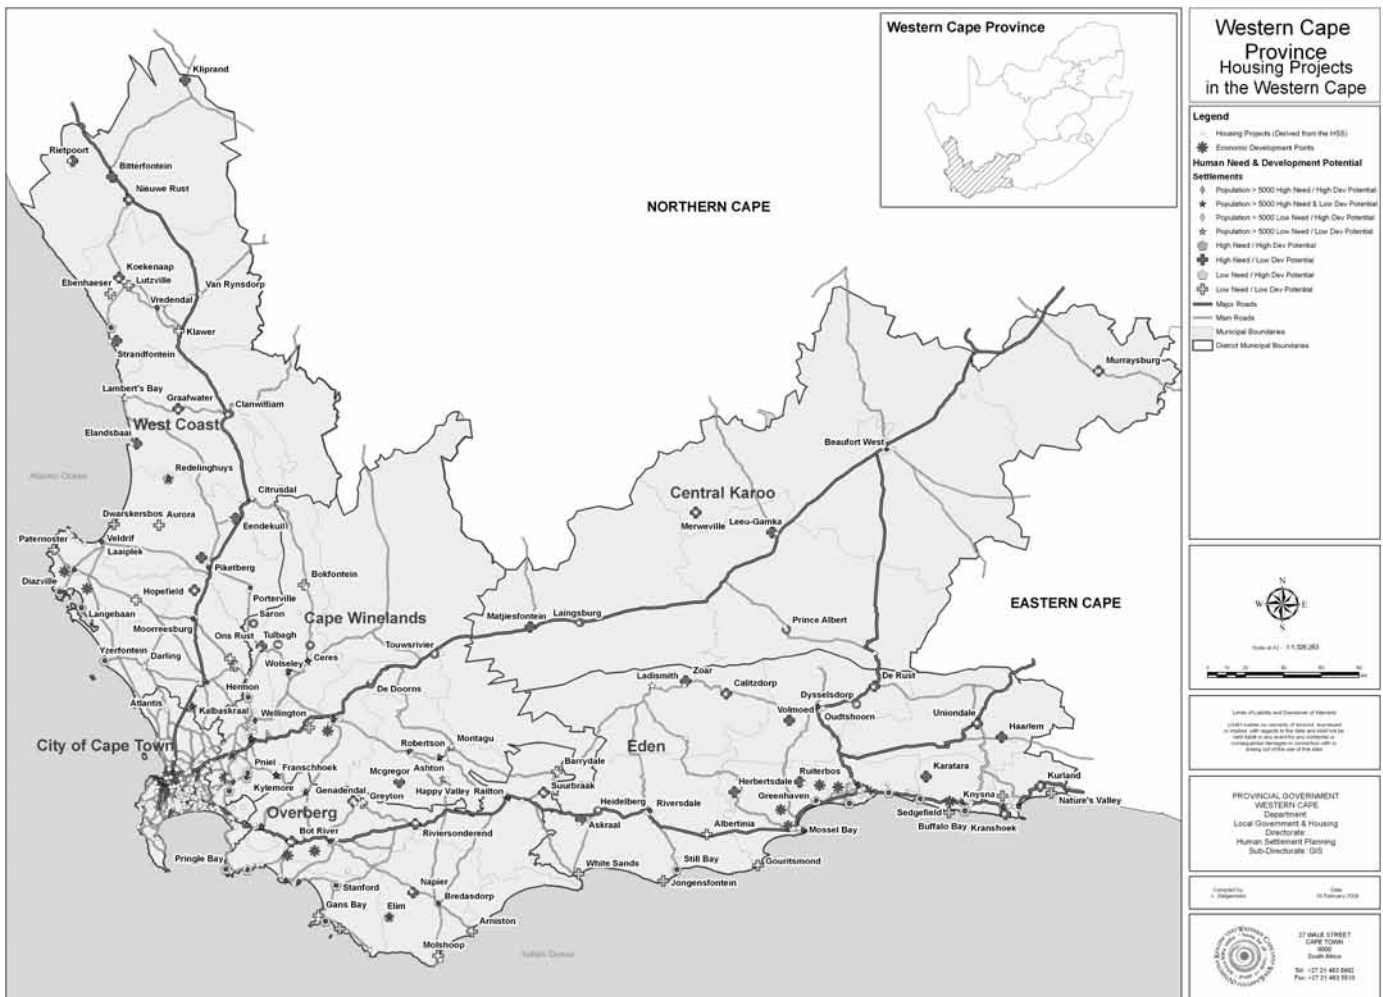 Western Cape Province
Western Cape
Province
Housing Projects
in the Western Cape
Legend
Housing Projects (Derived from the HSS)
Economic Development Points
Human Need & Development Potential
Settlements
Population > 5000 High Need / High Dev Potential
Population > 5000 High Need & Low Dev Potential
Population > 5000 Low Need / High Dev Potential
Population > 5000 Low Need / Low Dev Potential
High Need / High Dev Potential
High Need / Low Dev Potential
Low Need / High Dev Potential
Low Need / Low Dev Potential
Major Roads
Main Roads
Municipal Boundaries
District Municipal Boundaries
N
W E
S
PROVINCIAL GOVERNMENT
WESTERN CAPE
Department
Local Government & Housing
Directorate:
Human Settlement Planning
Sub-Directorate: GIS
27 WALE STREET
CAPE TOWN
8000
South Africa
NORTHERN CAPE
EASTERN CAPE
Atlantic Ocean
Indian Ocean
West Coast
Central Karoo
Cape Winelands
City of Cape Town
Overberg
Eden
Kliprand
Rietpoort
Bitterfontein
Nieuwe Rust
Koekenaap
Lutzville
Ebenhaeser
Vredendal
Van Rynsdorp
Klawer
Strandfontein
Lambert's Bay
Graafwater
Clanwilliam
Elandsbaai
Redelinghuys
Citrusdal
Dwarskersbos
Aurora
Eendekuill
Paternoster
Veldrif
Laaiplek
Piketberg
Bokfontein
Diazville
Hopefield
Porterville
Langebaan
Saron
Moorreesburg
Ons Rust
Tulbagh
Yzerfontein
Darling
Wolseley
Ceres
Touwsrivier
Matjiesfontein
Laingsburg
Hermon
De Doorns
Atlantis
Kalbaskraal
Wellington
Robertson
Montagu
Pniel
Franschhoek
Mcgregor
Ashton
Barrydale
Kylemore
Genadendal
Greyton
Happy Valley
Railton
Suurbraak
Heidelberg
Riversdale
Bot River
Riviersonderend
Askraal
Albertinia
Pringle Bay
Stanford
Napier
Bredasdorp
White Sands
Still Bay
Gouritsmond
Jongensfontein
Gans Bay
Elim
Arniston
Molshoop
Murraysburg
Beaufort West
Merweville
Leeu-Gamka
Prince Albert
Ladismith
Zoar
Calitzdorp
Dysselsdorp
De Rust
Volmoed
Oudtshoorn
Uniondale
Haarlem
Herbertsdale
Ruiterbos
Karatara
Kurland
Greenhaven
Knysna
Nature's Valley
Sedgefield
Buffalo Bay
Kranshoek
Mossel Bay